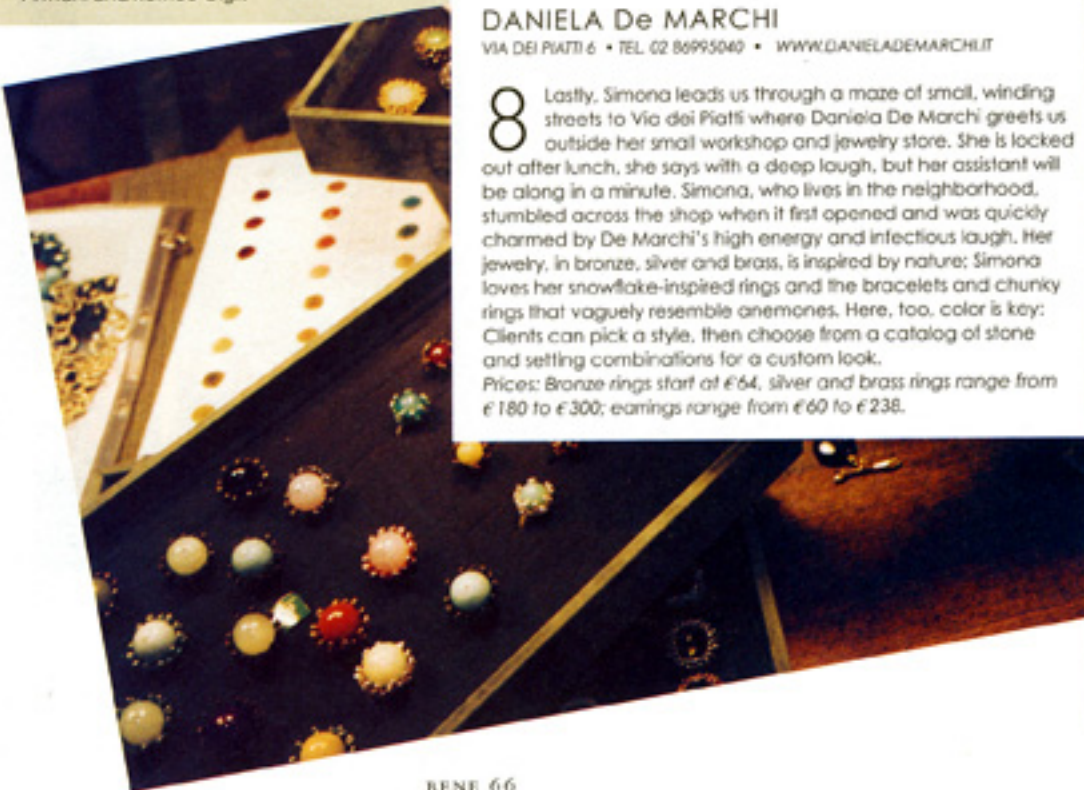 DANIELA De MARCHI
VIA DEI PIATTI 6 • TEL. 02 86995040 • WWW.DANIELADEMARCHI.IT
8 Lastly, Simona leads us through a maze of small, winding
streets to Via dei Piatti where Daniela De Marchi greets us
outside her small workshop and jewelry store. She is locked
out after lunch, she says with a deep laugh, but her assistant will
be along in a minute. Simona, who lives in the neighborhood,
stumbled across the shop when it first opened and was quickly
charmed by De Marchi's high energy and infectious laugh. Her
jewelry, in bronze, silver and brass, is inspired by nature; Simona
loves her snowflake-inspired rings and the bracelets and chunky
rings that vaguely resemble anemones. Here, too, color is key:
Clients can pick a style, then choose from a catalog of stone
and setting combinations for a custom look.
Prices: Bronze rings start at €64, silver and brass rings range from
€180 to €300; earrings range from €60 to €238.
BENE 66